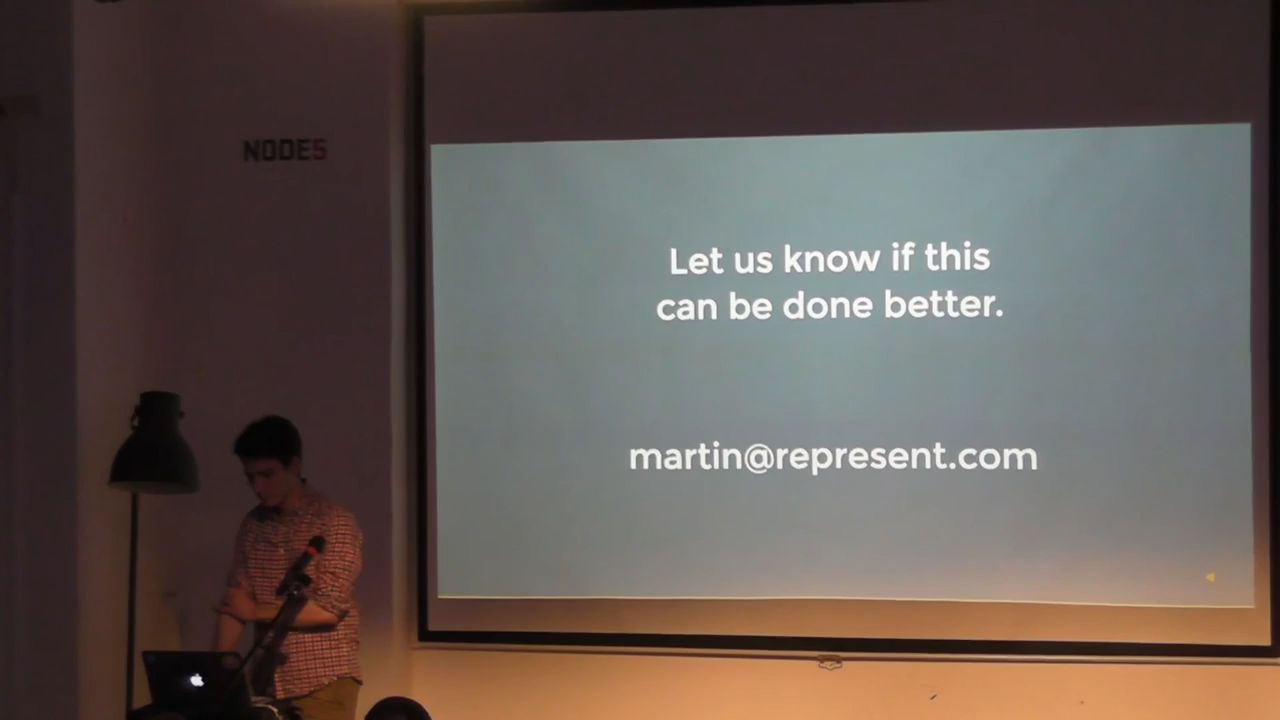 NODES
Let us know if this
can be done better.
martin@represent.com